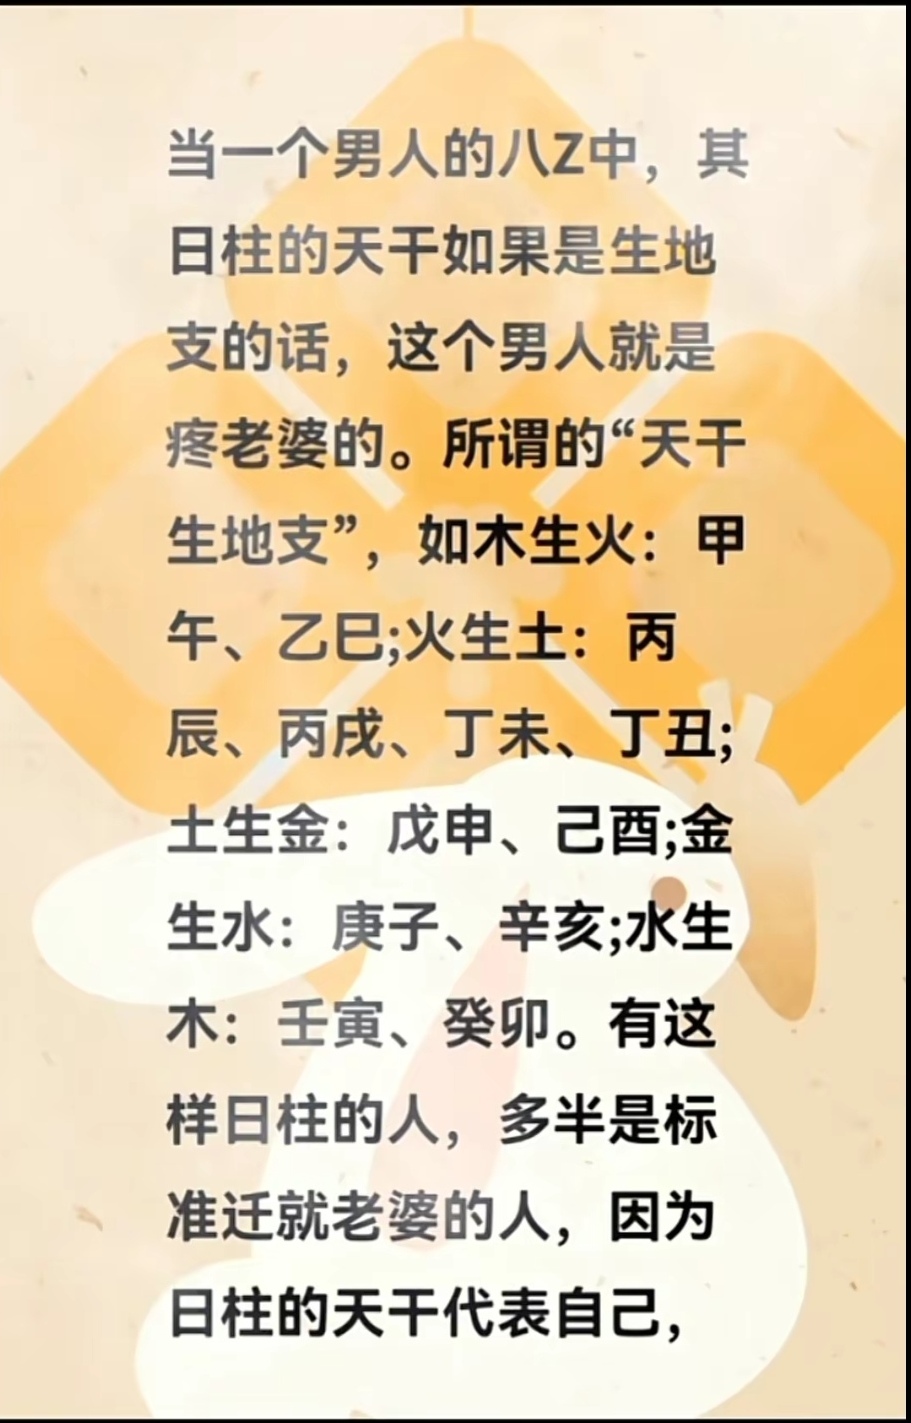 当一个男人的八Z中，其
日柱的天干如果是生地
支的话，这个男人就是
疼老婆的。所谓的“天干
生地支”，如木生火：甲
午、乙巳;火生土：丙
辰、丙戌、丁未、丁丑;
土生金：戊申、己酉;金
生水：庚子、辛亥;水生
木：壬寅、癸卯。有这
样日柱的人，多半是标
准迁就老婆的人，因为
日柱的天干代表自己，